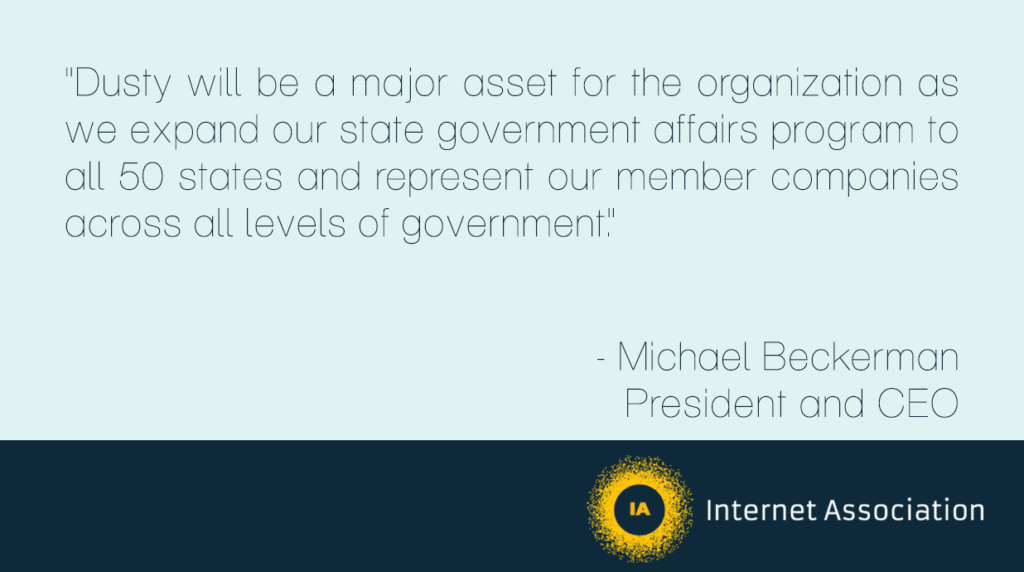 "Dusty will be a major asset for the organization as
we expand our state government affairs program to
all 50 states and represent our member companies
across all levels of government."
- Michael Beckerman
President and CEO
IA
Internet Association